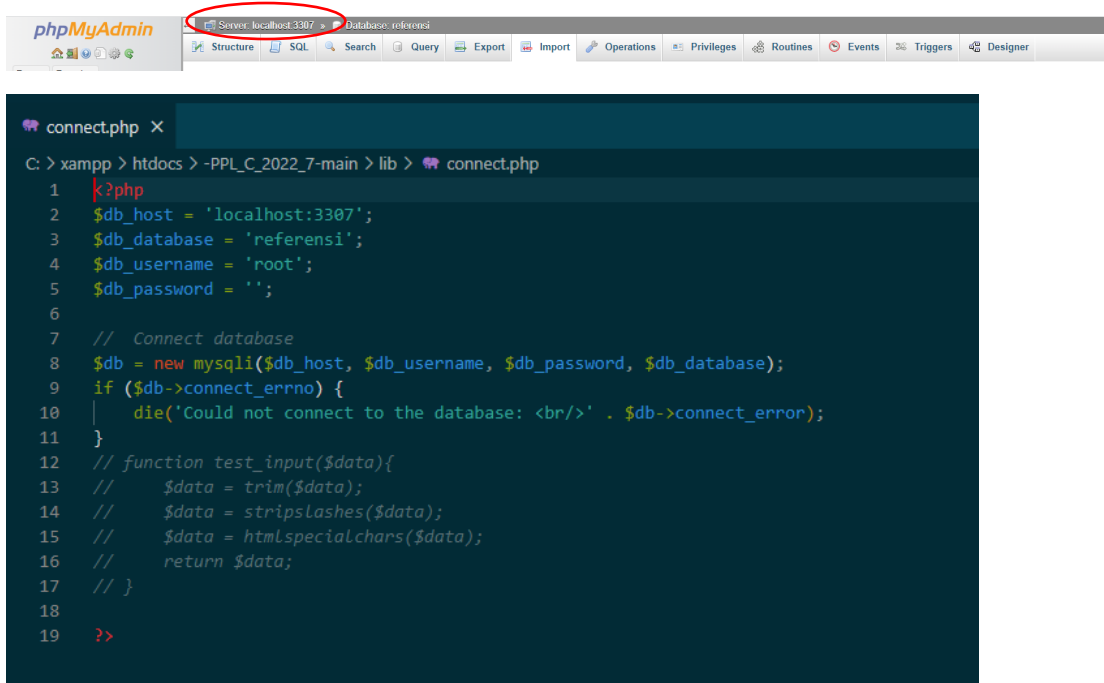 phpMyAdmin
Server: localhost:3307 » Database: referensi
Structure SQL Search Query Export Import Operations Privileges Routines Events Triggers Designer
connect.php ×
C: > xampp > htdocs > -PPL_C_2022_7-main > lib > connect.php
1 <?php
2 $db_host = 'localhost:3307';
3 $db_database = 'referensi';
4 $db_username = 'root';
5 $db_password = '';
6
7 //  Connect database
8 $db = new mysqli($db_host, $db_username, $db_password, $db_database);
9 if ($db->connect_errno) {
10     die('Could not connect to the database: <br/>' . $db->connect_error);
11 }
12 // function test_input($data){
13 //     $data = trim($data);
14 //     $data = stripslashes($data);
15 //     $data = htmlspecialchars($data);
16 //     return $data;
17 // }
18
19 ?>